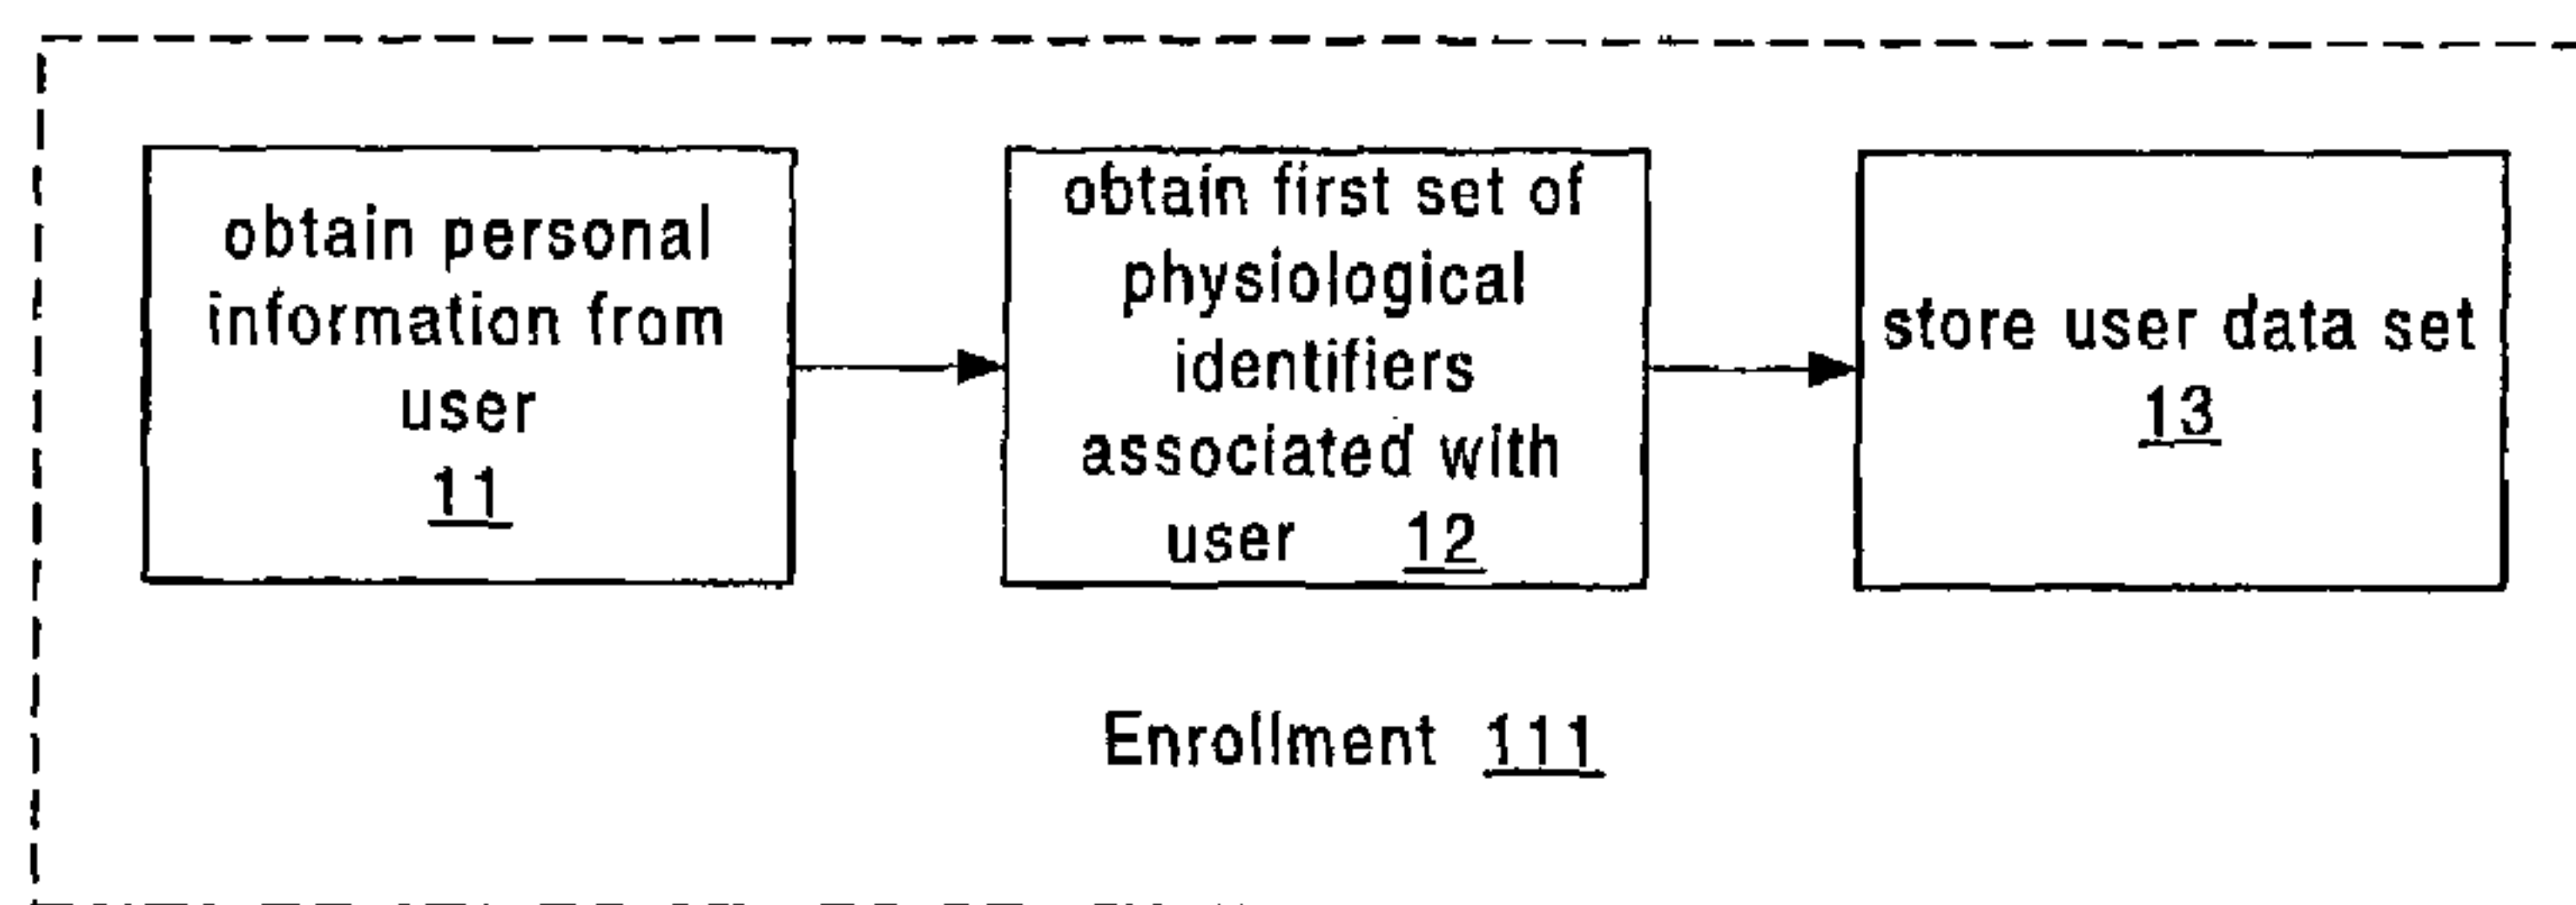 obtain personal
information from
user
11
obtain first set of
physiological
identifiers
associated with
user 12
store user data set
13
Enrollment 111